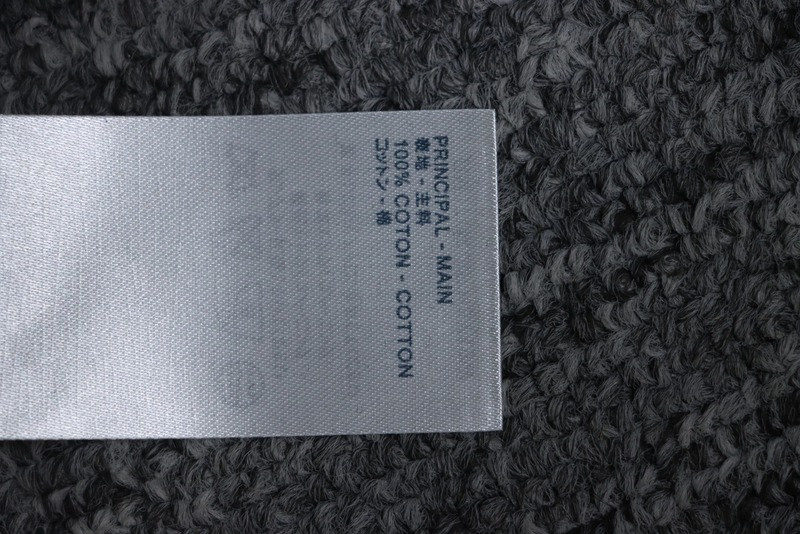 PRINCIPAL - MAIN
表地 - 主料
100% COTON - COTTON
コットン - 棉